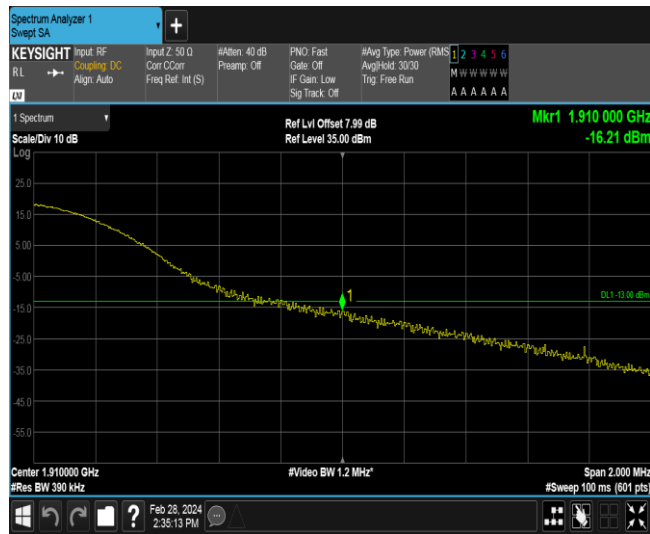 Spectrum Analyzer 1
Swept SA
+
KEYSIGHT
RL
LXI
Input: RF
Coupling: DC
Align: Auto
Input Z: 50 Ω
Corr CCorr
Freq Ref: Int (S)
#Atten: 40 dB
Preamp: Off
PNO: Fast
Gate: Off
IF Gain: Low
Sig Track: Off
#Avg Type: Power (RMS
Avg|Hold: 30/30
Trig: Free Run
1 2 3 4 5 6
M W W W W W
A A A A A A
1 Spectrum
Scale/Div 10 dB
Log
Ref Lvl Offset 7.99 dB
Ref Level 35.00 dBm
Mkr1 1.910 000 GHz
-16.21 dBm
25.0
15.0
5.00
-5.00
-15.0
-25.0
-35.0
-45.0
-55.0
1
DL1 -13.00 dBm
Center 1.910000 GHz
#Res BW 390 kHz
#Video BW 1.2 MHz*
Span 2.000 MHz
#Sweep 100 ms (601 pts)
?
Feb 28, 2024
2:35:13 PM